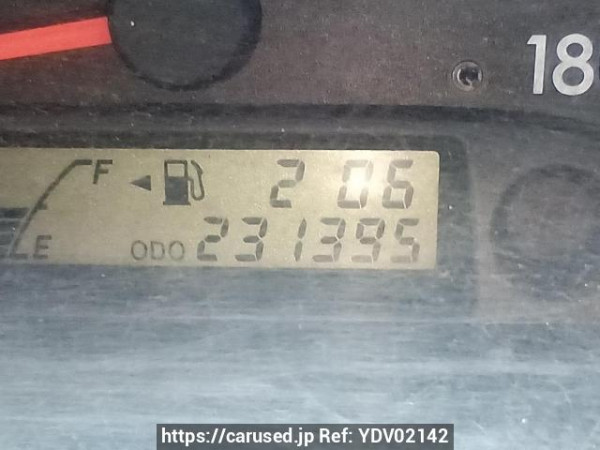 18
F 2 06
E ODO 231395
https://carused.jp Ref: YDV02142